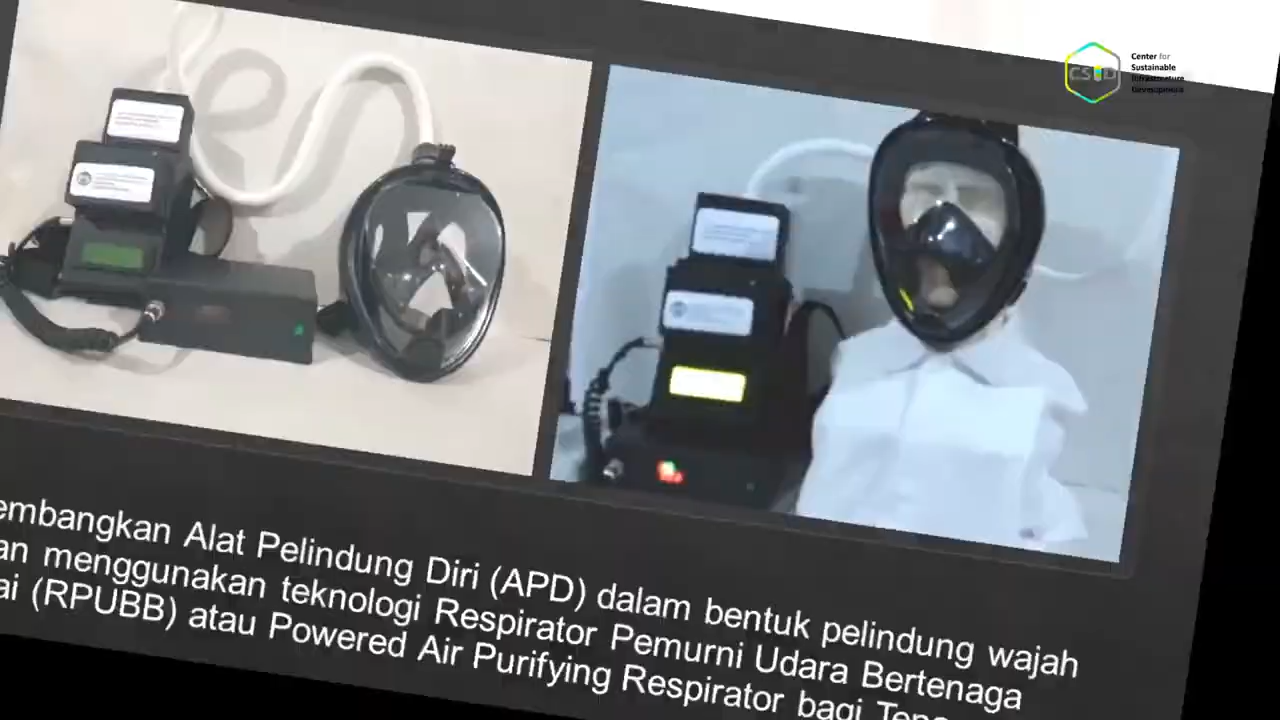 CSID
Center for
Sustainable
Infrastructure
Development
embangkan Alat Pelindung Diri (APD) dalam bentuk pelindung wajah
an menggunakan teknologi Respirator Pemurni Udara Bertenaga
ai (RPUBB) atau Powered Air Purifying Respirator bagi